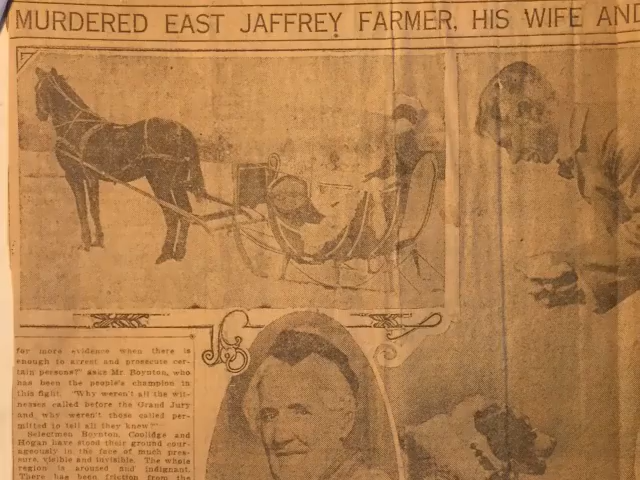 MURDERED EAST JAFFREY FARMER, HIS WIFE AND
for more evidence when there is
enough to arrest and prosecute cer-
tain persons?" asks Mr Boynton, who
has been the people's champion in
this fight. "Why weren't all the wit-
nesses called before the Grand Jury
and why weren't those called per-
mitted to tell all they knew?"
Selectmen Boynton, Coolidge and
Hogan have stood their ground cour-
ageously in the face of much pres-
sure, visible and invisible. The whole
region is aroused and indignant.
There has been friction from the